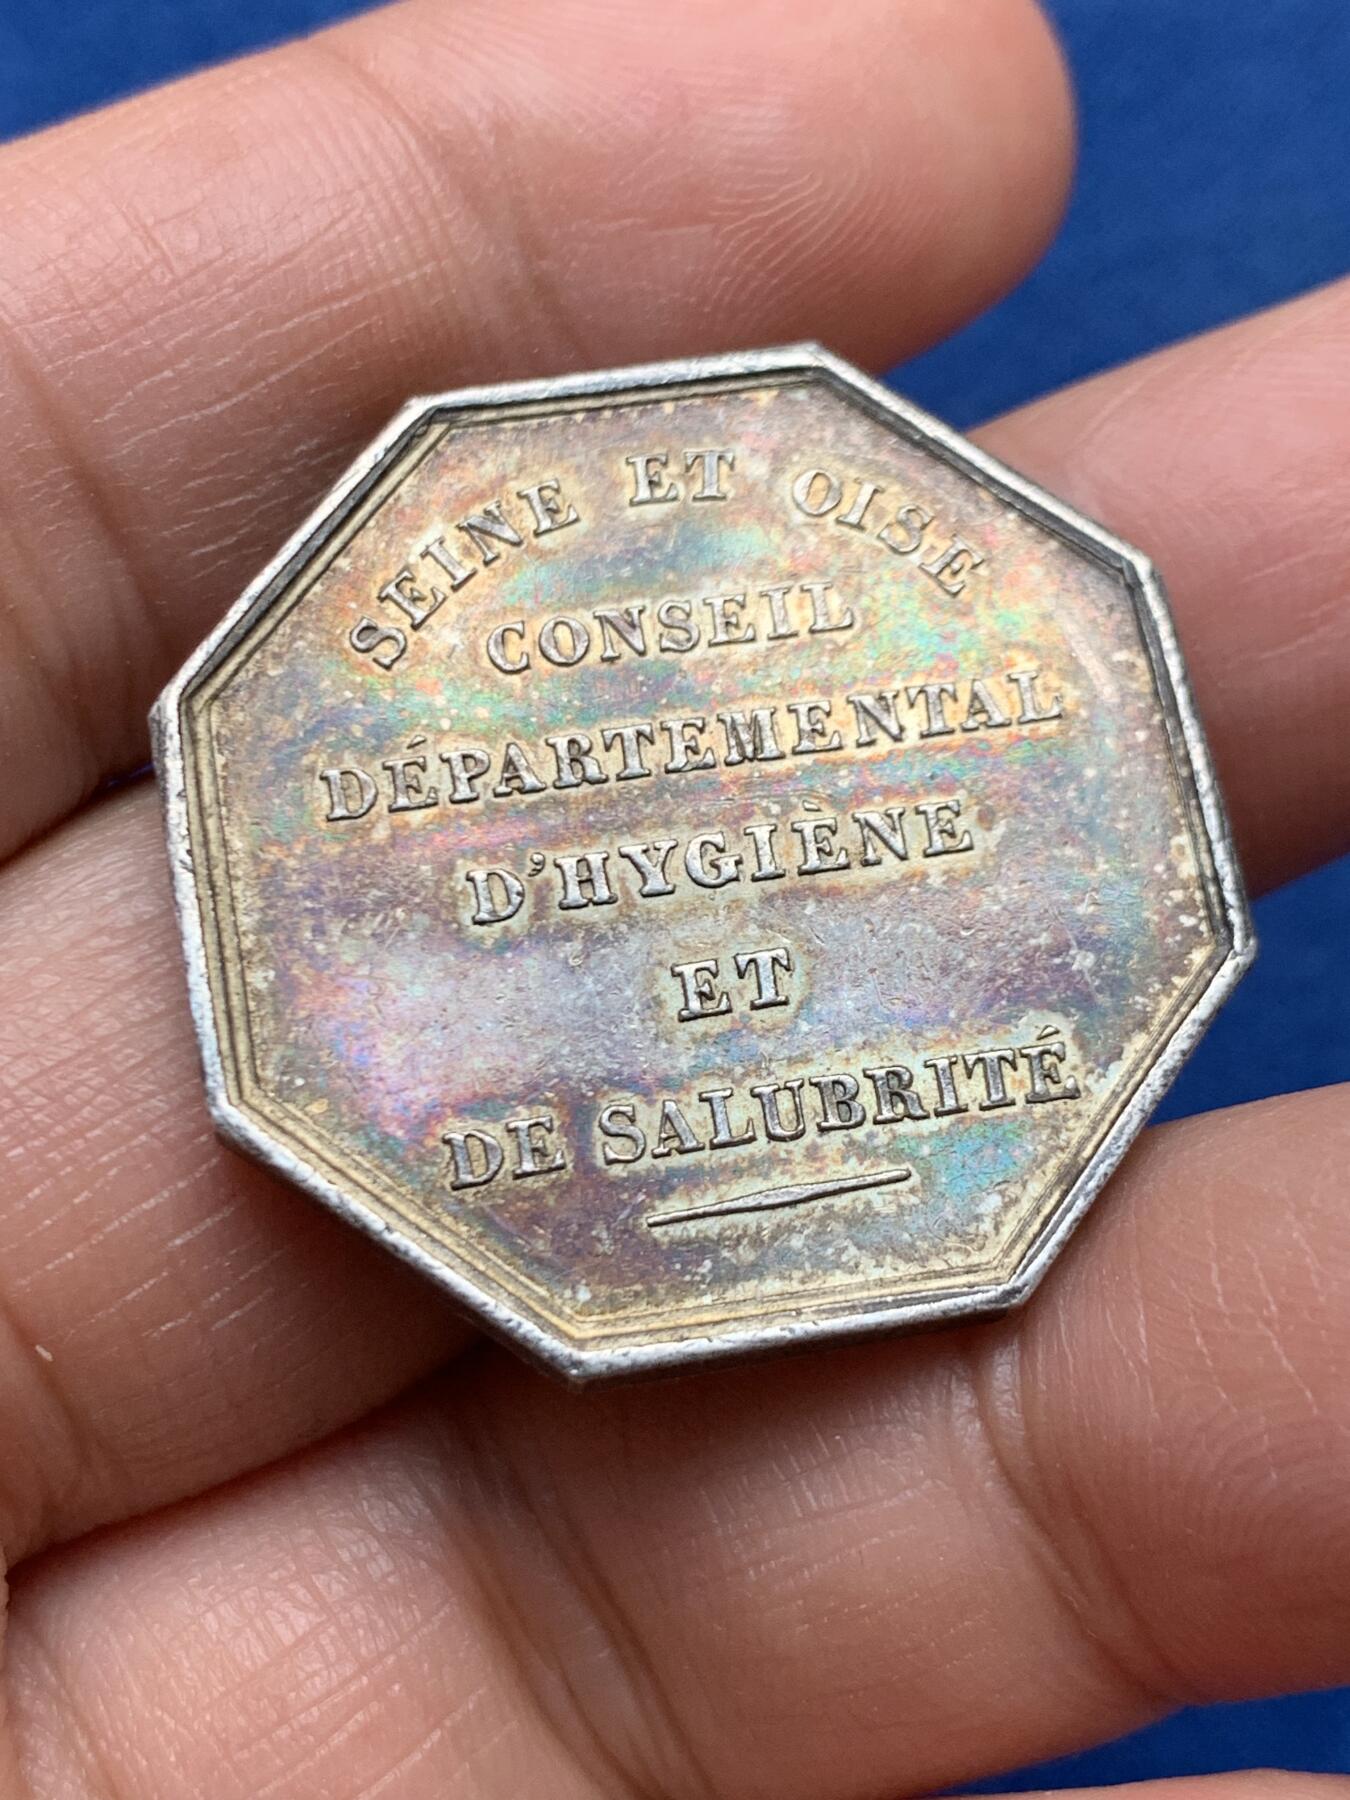 SEINE ET OISE
CONSEIL
DÉPARTEMENTAL
D'HYGIÈNE
ET
DE SALUBRITÉ